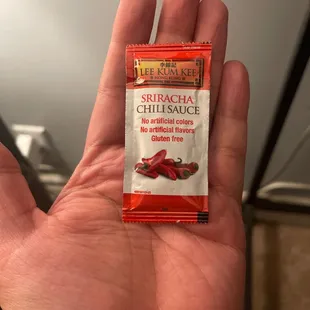 李錦記
LEE KUM KEE
SRIRACHA
CHILI SAUCE
No artificial colors
No artificial flavors
Gluten free